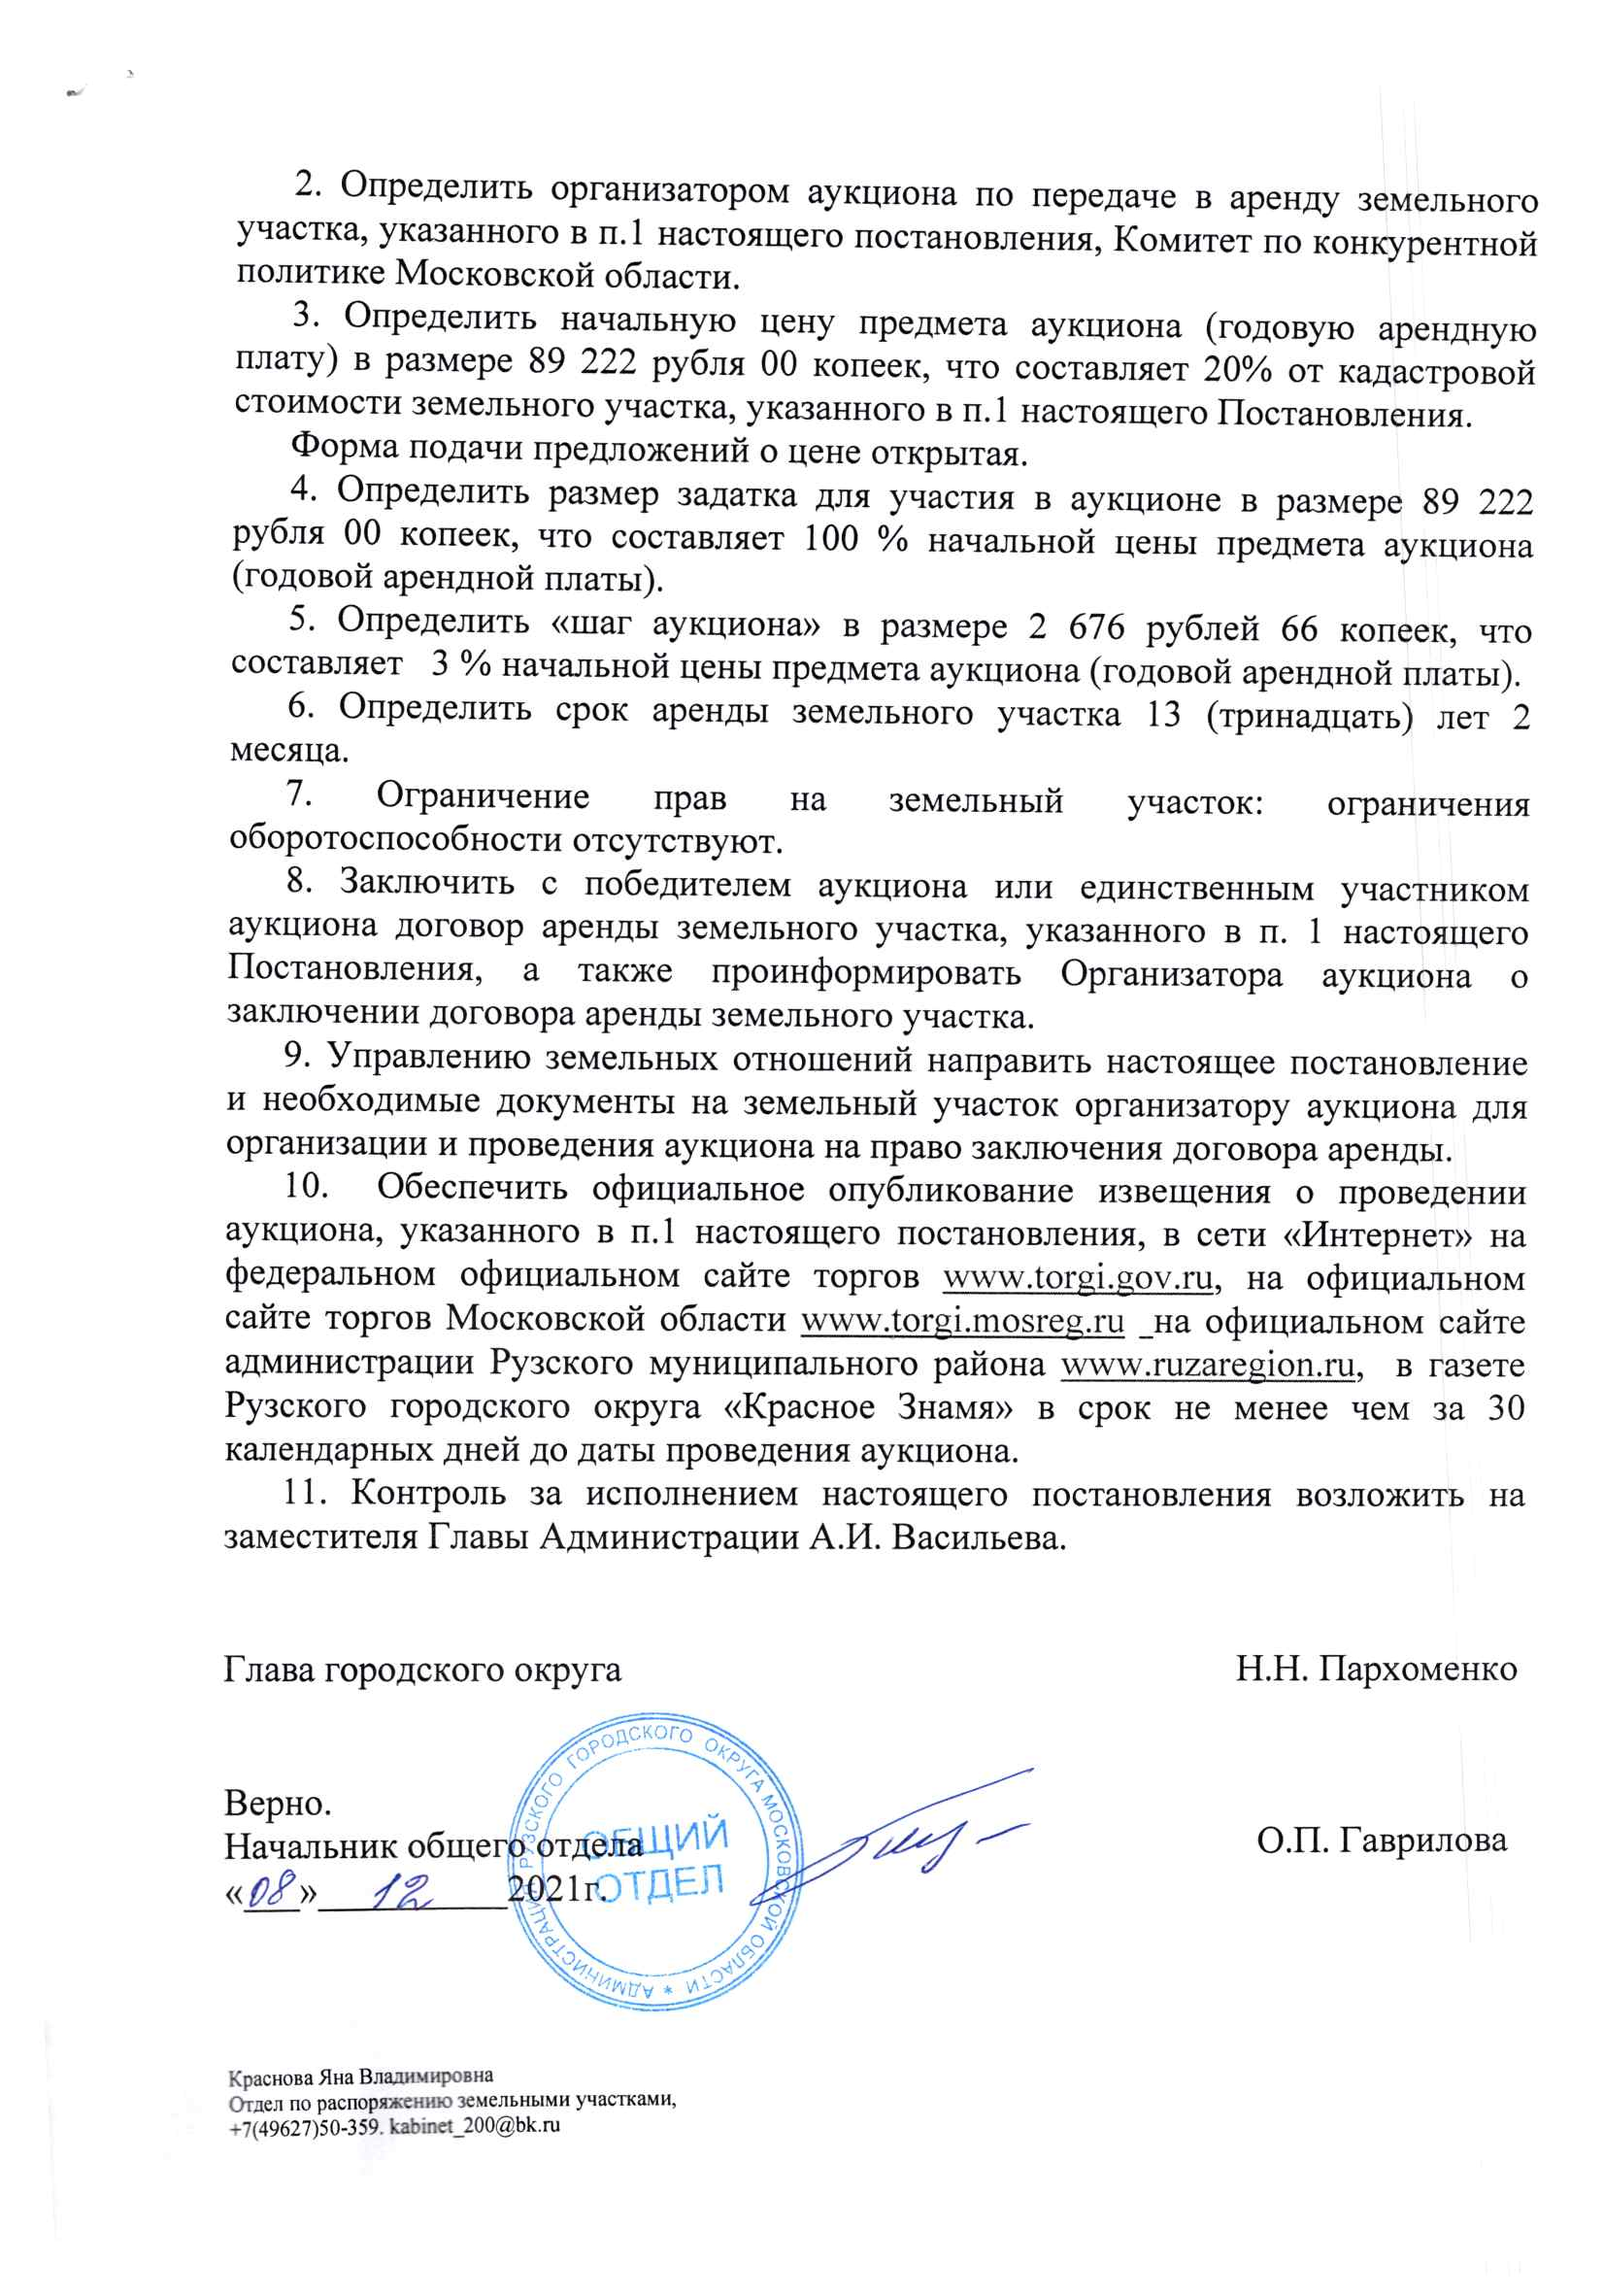 2. Определить организатором аукциона по передаче в аренду земельного
участка, указанного в п.1 настоящего постановления, Комитет по конкурентной
политике Московской области.
3. Определить начальную цену предмета аукциона (годовую арендную
плату) в размере 89 222 рубля 00 копеек, что составляет 20% от кадастровой
стоимости земельного участка, указанного в п.1 настоящего Постановления.
Форма подачи предложений о цене открытая.
4. Определить размер задатка для участия в аукционе в размере 89 222
рубля 00 копеек, что составляет 100 % начальной цены предмета аукциона
(годовой арендной платы).
5. Определить «шаг аукциона» в размере 2 676 рублей 66 копеек, что
составляет 3 % начальной цены предмета аукциона (годовой арендной платы).
6. Определить срок аренды земельного участка 13 (тринадцать) лет 2
месяца.
7. Ограничение прав на земельный участок: ограничения
оборотоспособности отсутствуют.
8. Заключить с победителем аукциона или единственным участником
аукциона договор аренды земельного участка, указанного в п. 1 настоящего
Постановления, а также проинформировать Организатора аукциона о
заключении договора аренды земельного участка.
9. Управлению земельных отношений направить настоящее постановление
и необходимые документы на земельный участок организатору аукциона для
организации и проведения аукциона на право заключения договора аренды.
10. Обеспечить официальное опубликование извещения о проведении
аукциона, указанного в п.1 настоящего постановления, в сети «Интернет» на
федеральном официальном сайте торгов www.torgi.gov.ru, на официальном
сайте торгов Московской области www.torgi.mosreg.ru _на официальном сайте
администрации Рузского муниципального района www.ruzaregion.ru, в газете
Рузского городского округа «Красное Знамя» в срок не менее чем за 30
календарных дней до даты проведения аукциона.
11. Контроль за исполнением настоящего постановления возложить на
заместителя Главы Администрации А.И. Васильева.
Глава городского округа Н.Н. Пархоменко
Верно.
Начальник общего отдела О.П. Гаврилова
«08» 12 2021г.
АДМИНИСТРАЦИЯ РУЗСКОГО ГОРОДСКОГО ОКРУГА МОСКОВСКОЙ ОБЛАСТИ *
ОБЩИЙ
ОТДЕЛ
Краснова Яна Владимировна
Отдел по распоряжению земельными участками,
+7(49627)50-359. kabinet_200@bk.ru